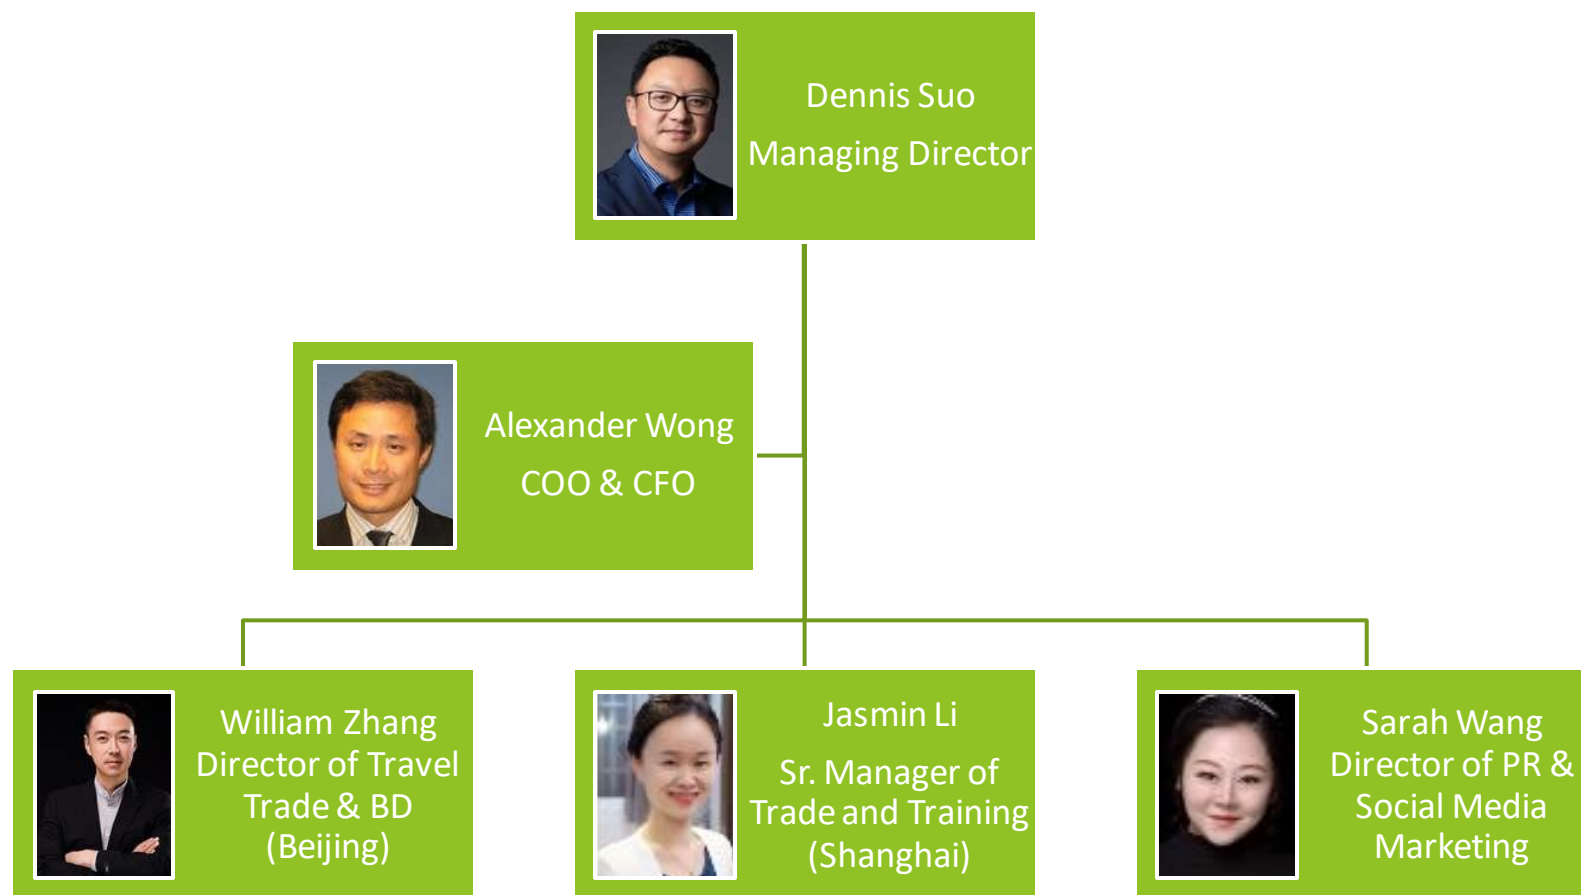 Dennis Suo
Managing Director
Alexander Wong
COO & CFO
William Zhang
Director of Travel
Trade & BD
(Beijing)
Jasmin Li
Sr. Manager of
Trade and Training
(Shanghai)
Sarah Wang
Director of PR &
Social Media
Marketing